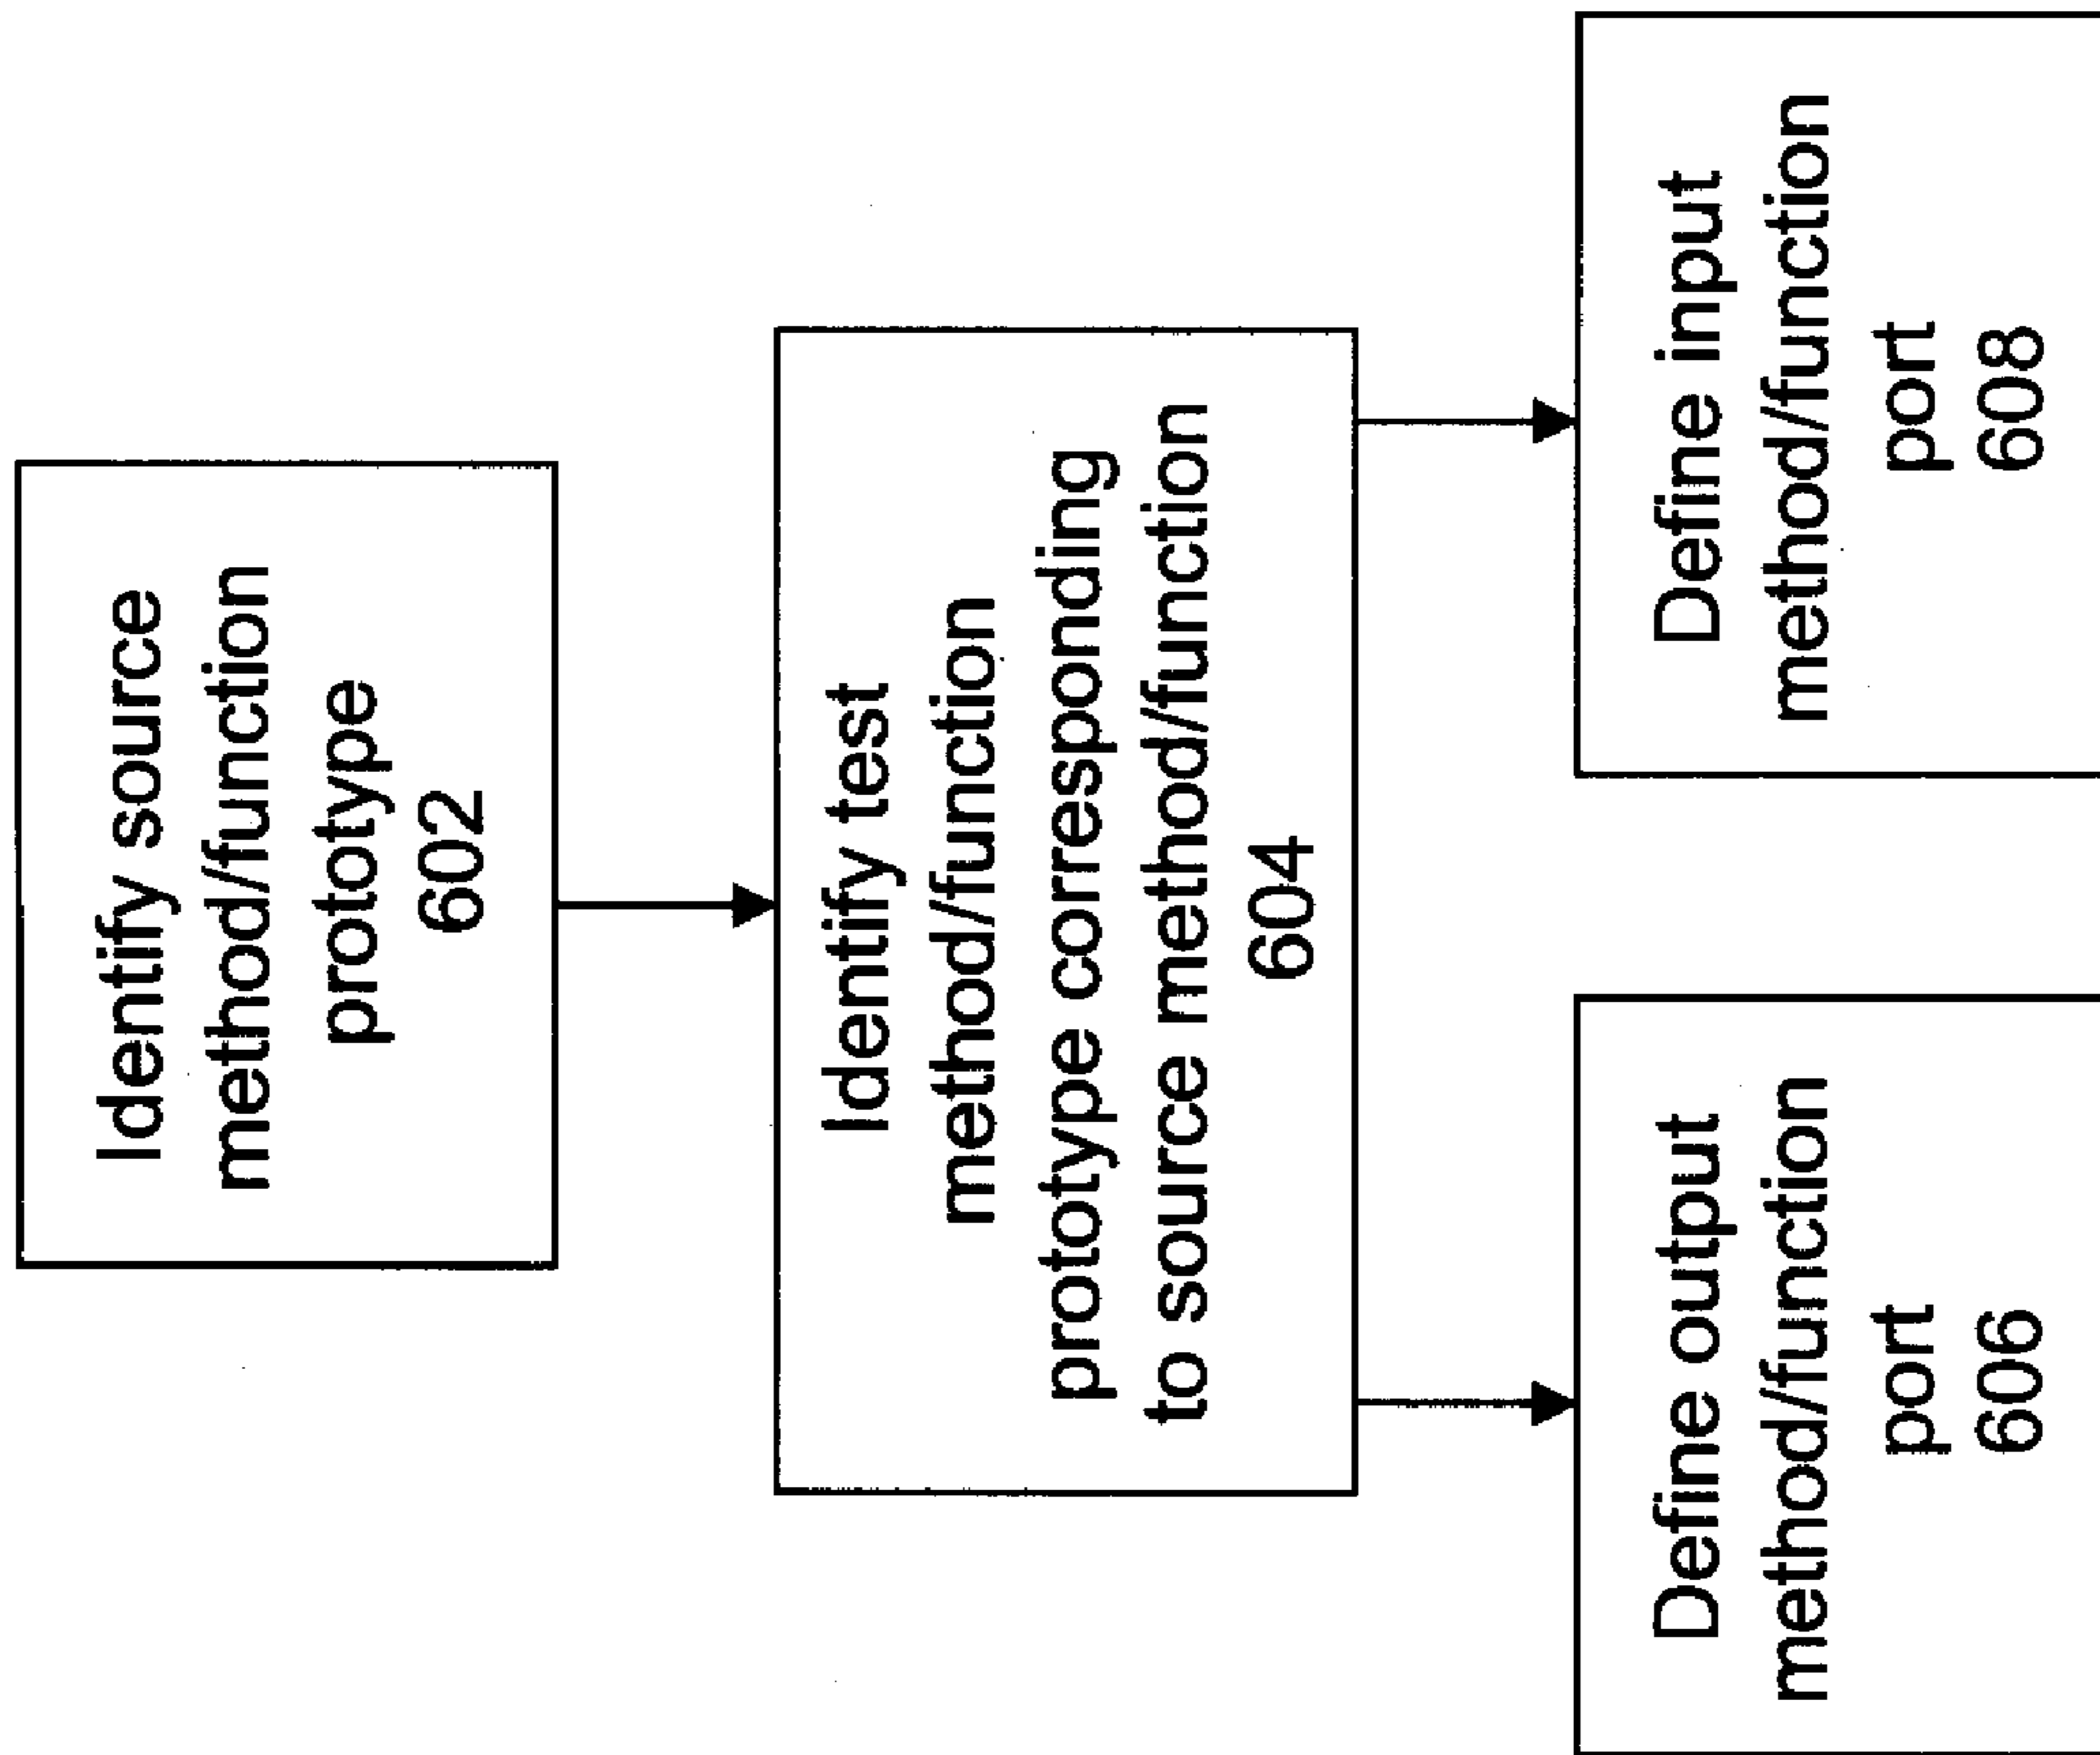 Identify source
method/function
prototype
602
Identify test
method/function
prototype corresponding
to source method/function
604
Define output
method/function
port
606
Define input
method/function
port
608